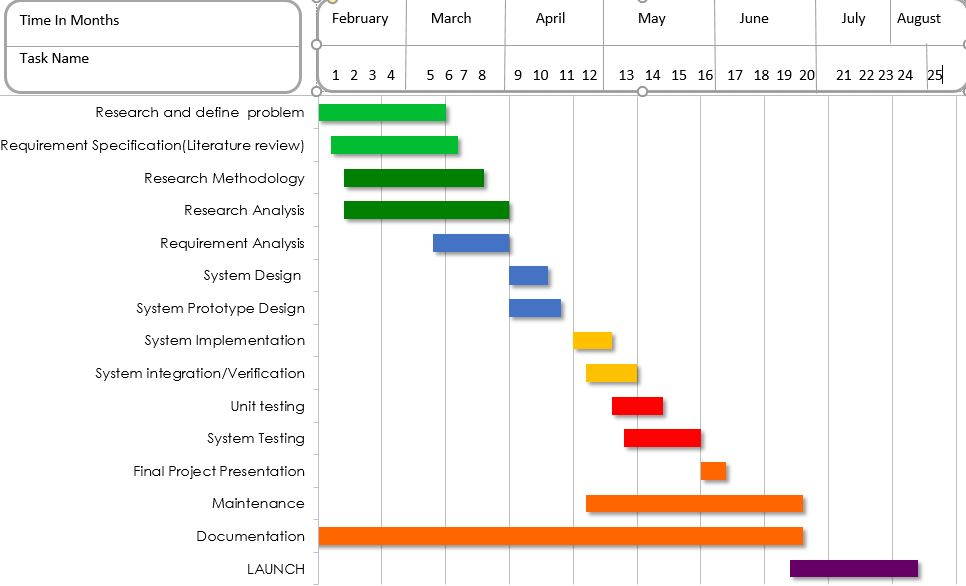 Time In Months
February March April May June July August
Task Name
1 2 3 4 5 6 7 8 9 10 11 12 13 14 15 16 17 18 19 20 21 22 23 24 25
Research and define problem
Requirement Specification(Literature review)
Research Methodology
Research Analysis
Requirement Analysis
System Design
System Prototype Design
System Implementation
System integration/Verification
Unit testing
System Testing
Final Project Presentation
Maintenance
Documentation
LAUNCH